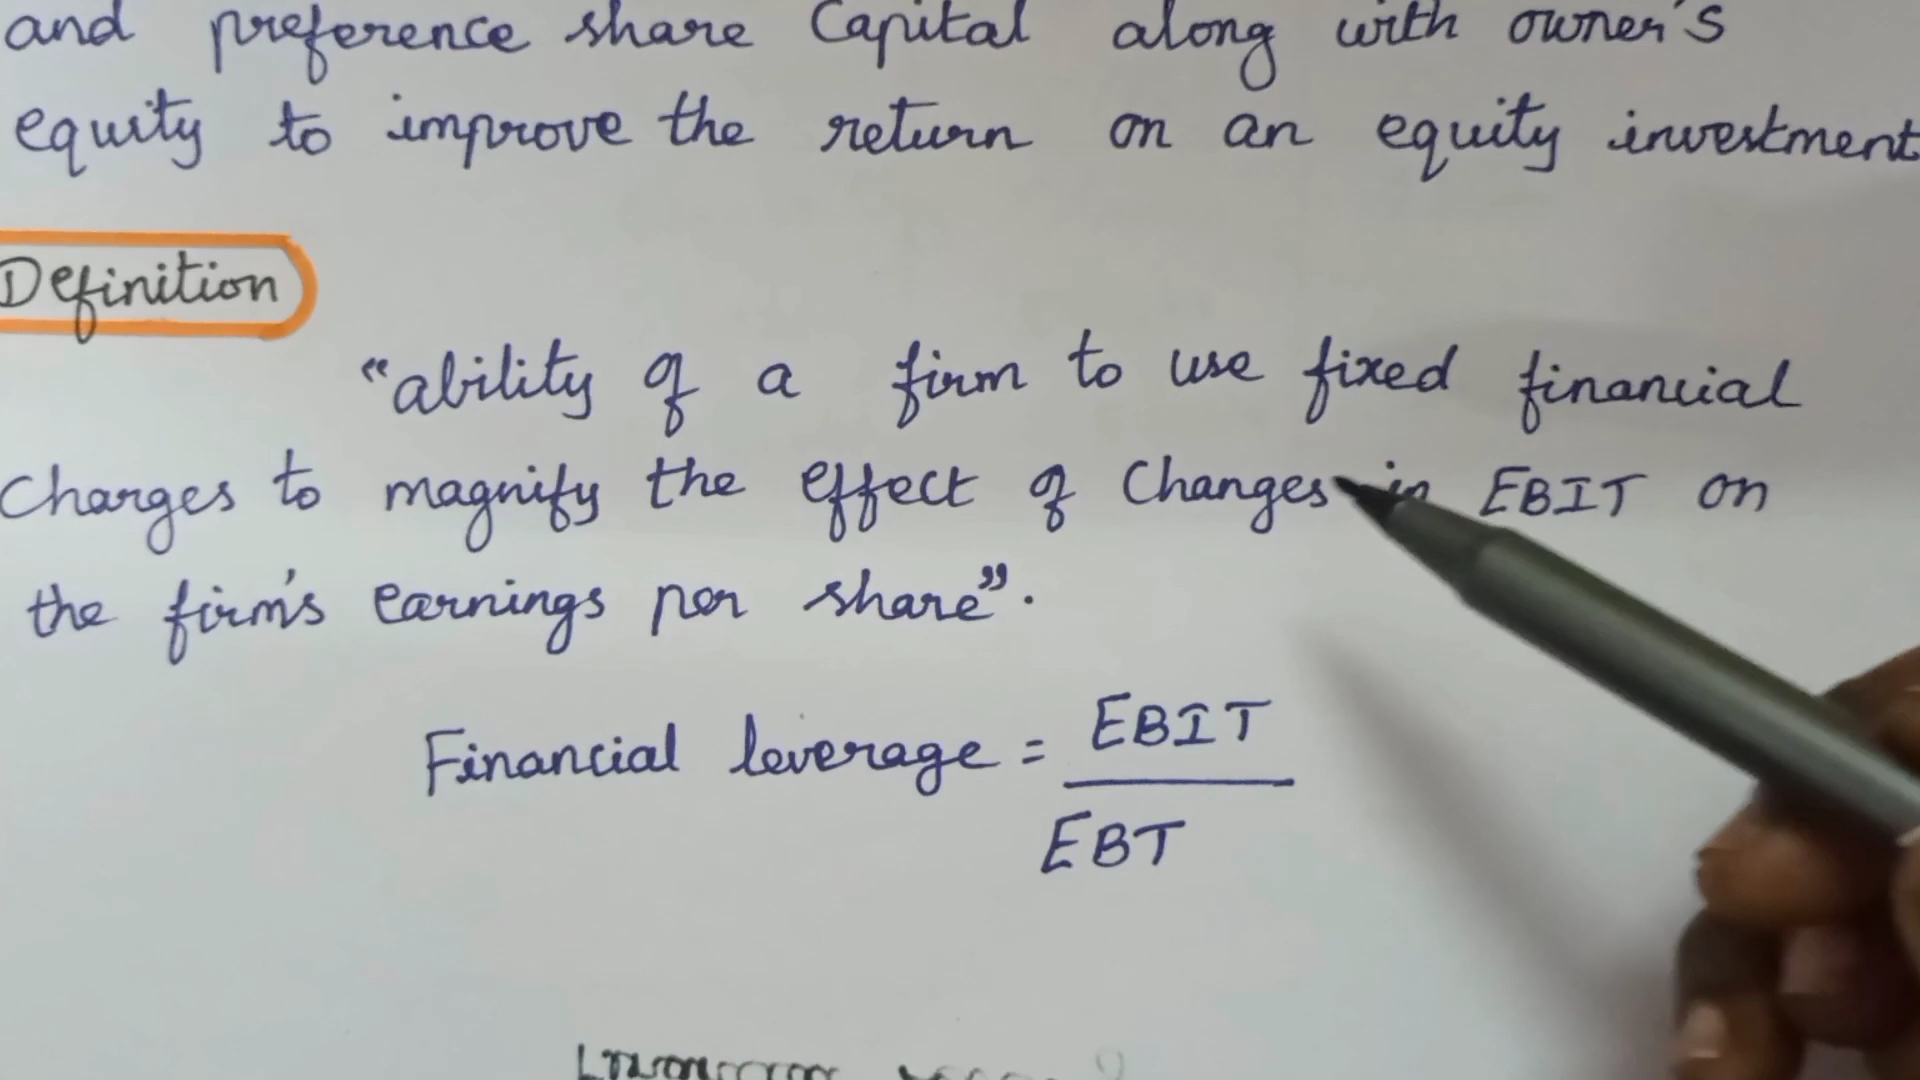 and preference share Capital along with owner's
equity to improve the return on an equity investment
Definition
"ability of a firm to use fixed financial
Charges to magnify the effect of Changes in EBIT on
the firm's earnings per share".
Financial leverage = EBIT
EBT